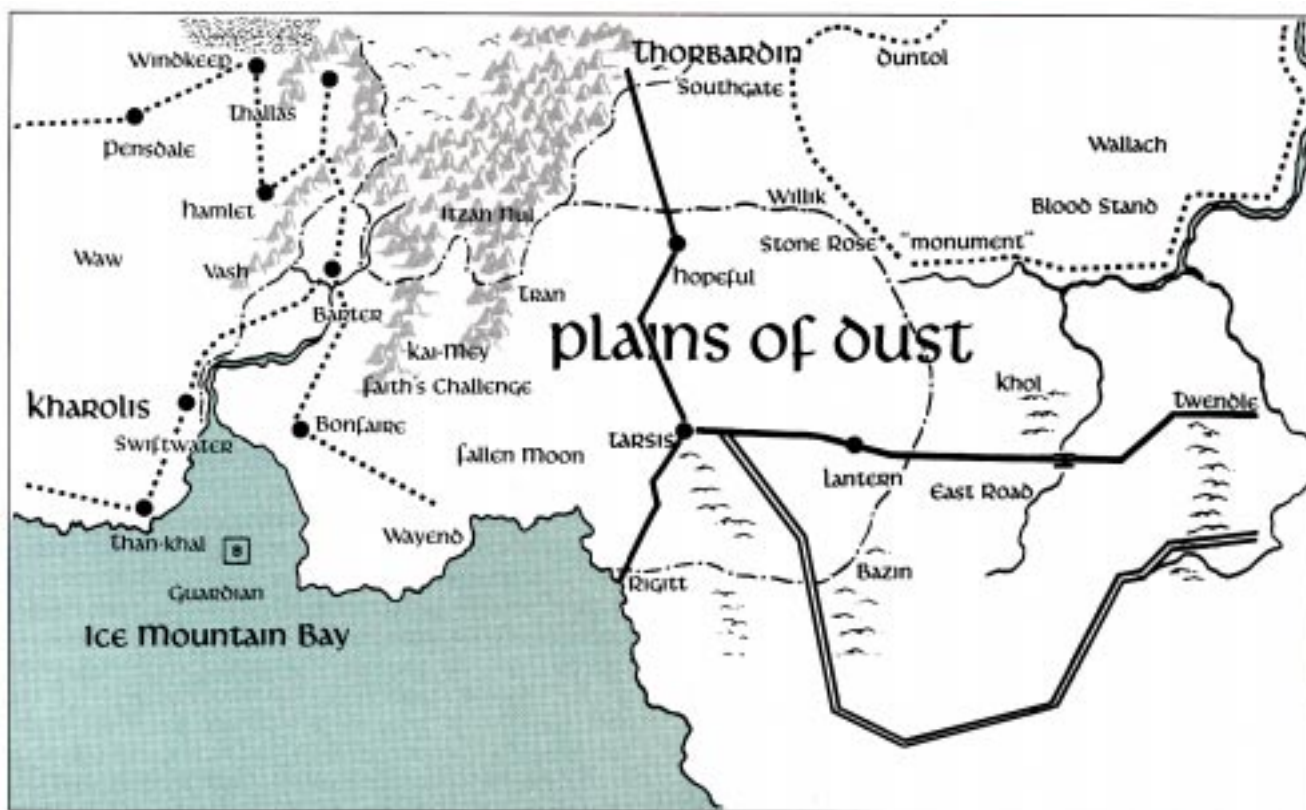 Windkeep
Thorbardin
Duntol
Southgate
Thallas
Pensdale
Wallach
Hamlet
Willik
Blood Stand
Itzan Nul
Stone Rose
"monument"
Waw
Vash
Hopeful
Tran
Barter
Plains of Dust
Kai-Mey
Faith's Challenge
Khol
Twendle
Kharolis
Bonfaire
Swiftwater
Tarsis
Fallen Moon
Lantern
East Road
Than-Khal
Wayend
Bazin
Rigitt
Guardian
Ice Mountain Bay